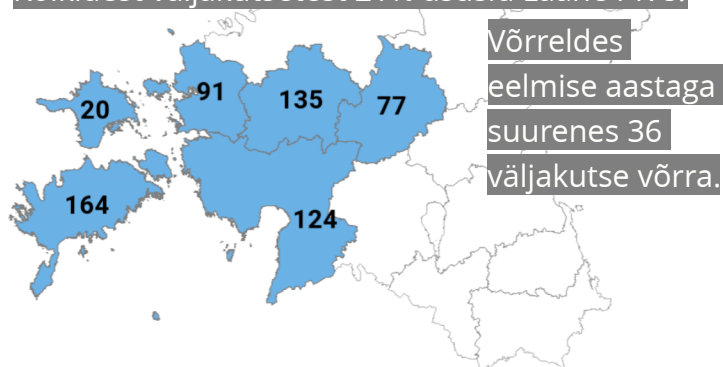 Võrreldes
eelmise aastaga
suurenes 36
väljakutse võrra.
20
91
135
77
164
124